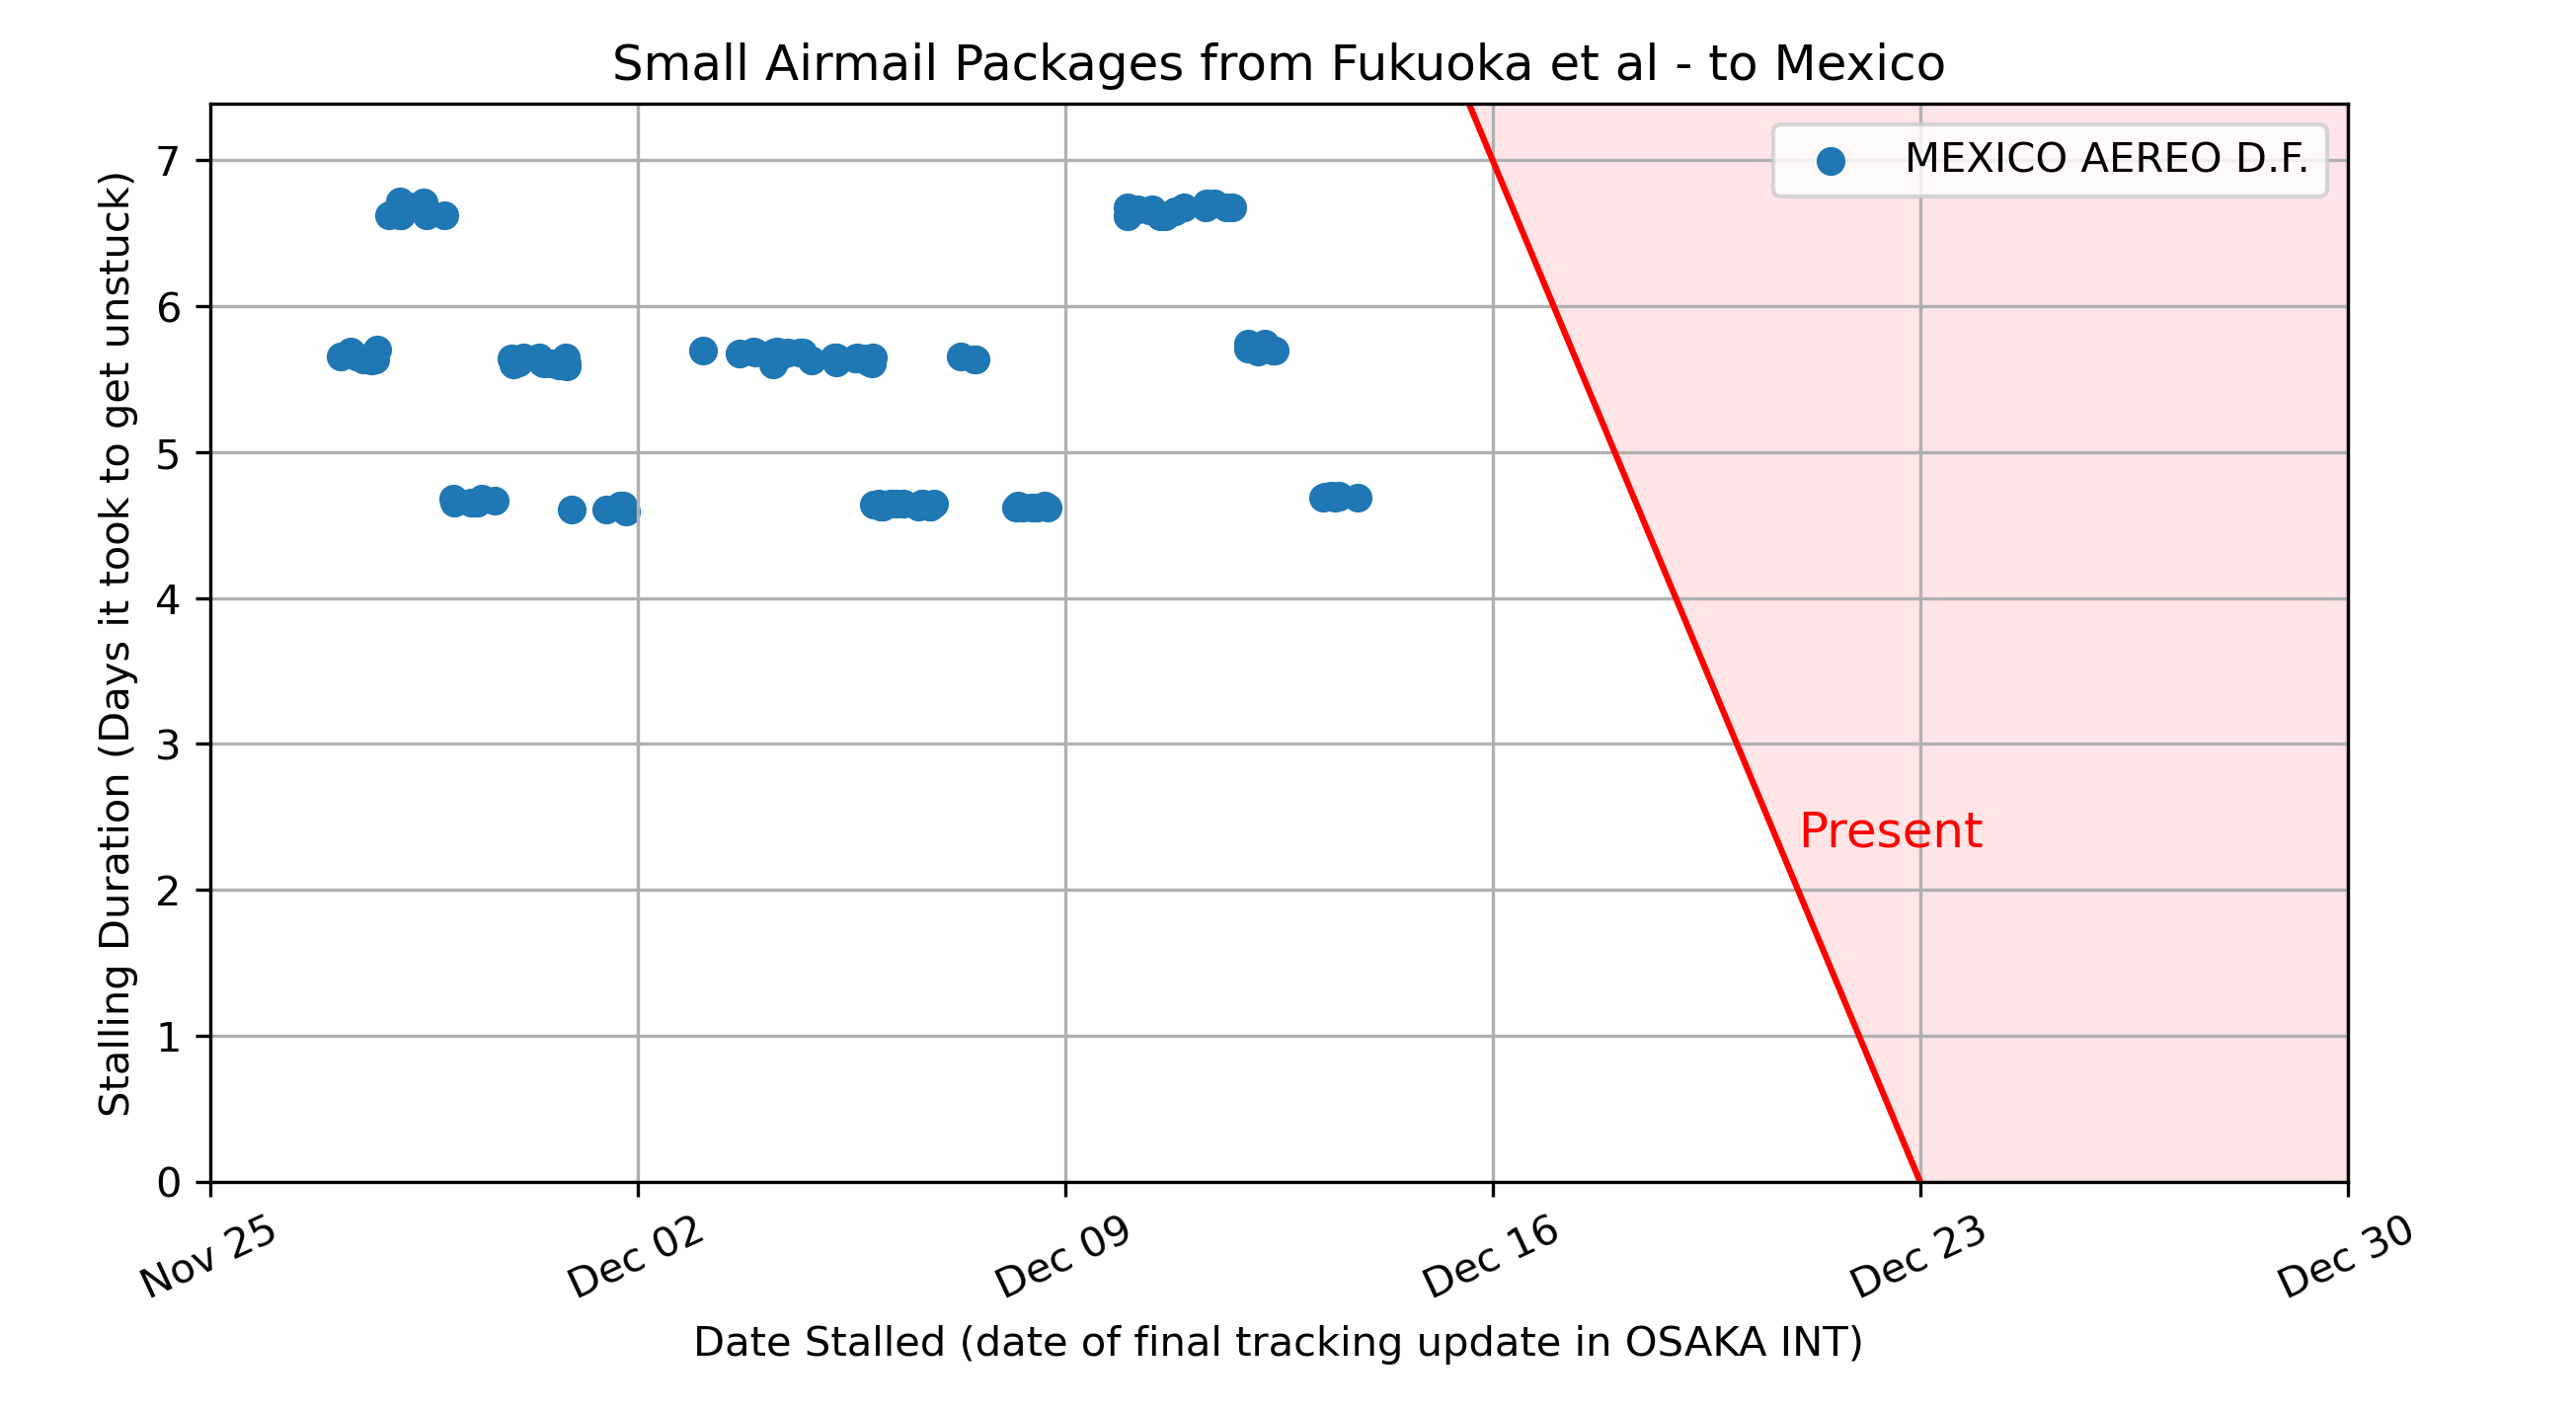 Small Airmail Packages from Fukuoka et al - to Mexico
MEXICO AEREO D.F.
Stalling Duration (Days it took to get unstuck)
7
6
5
4
3
2
1
0
Present
Nov 25
Dec 02
Dec 09
Dec 16
Dec 23
Dec 30
Date Stalled (date of final tracking update in OSAKA INT)